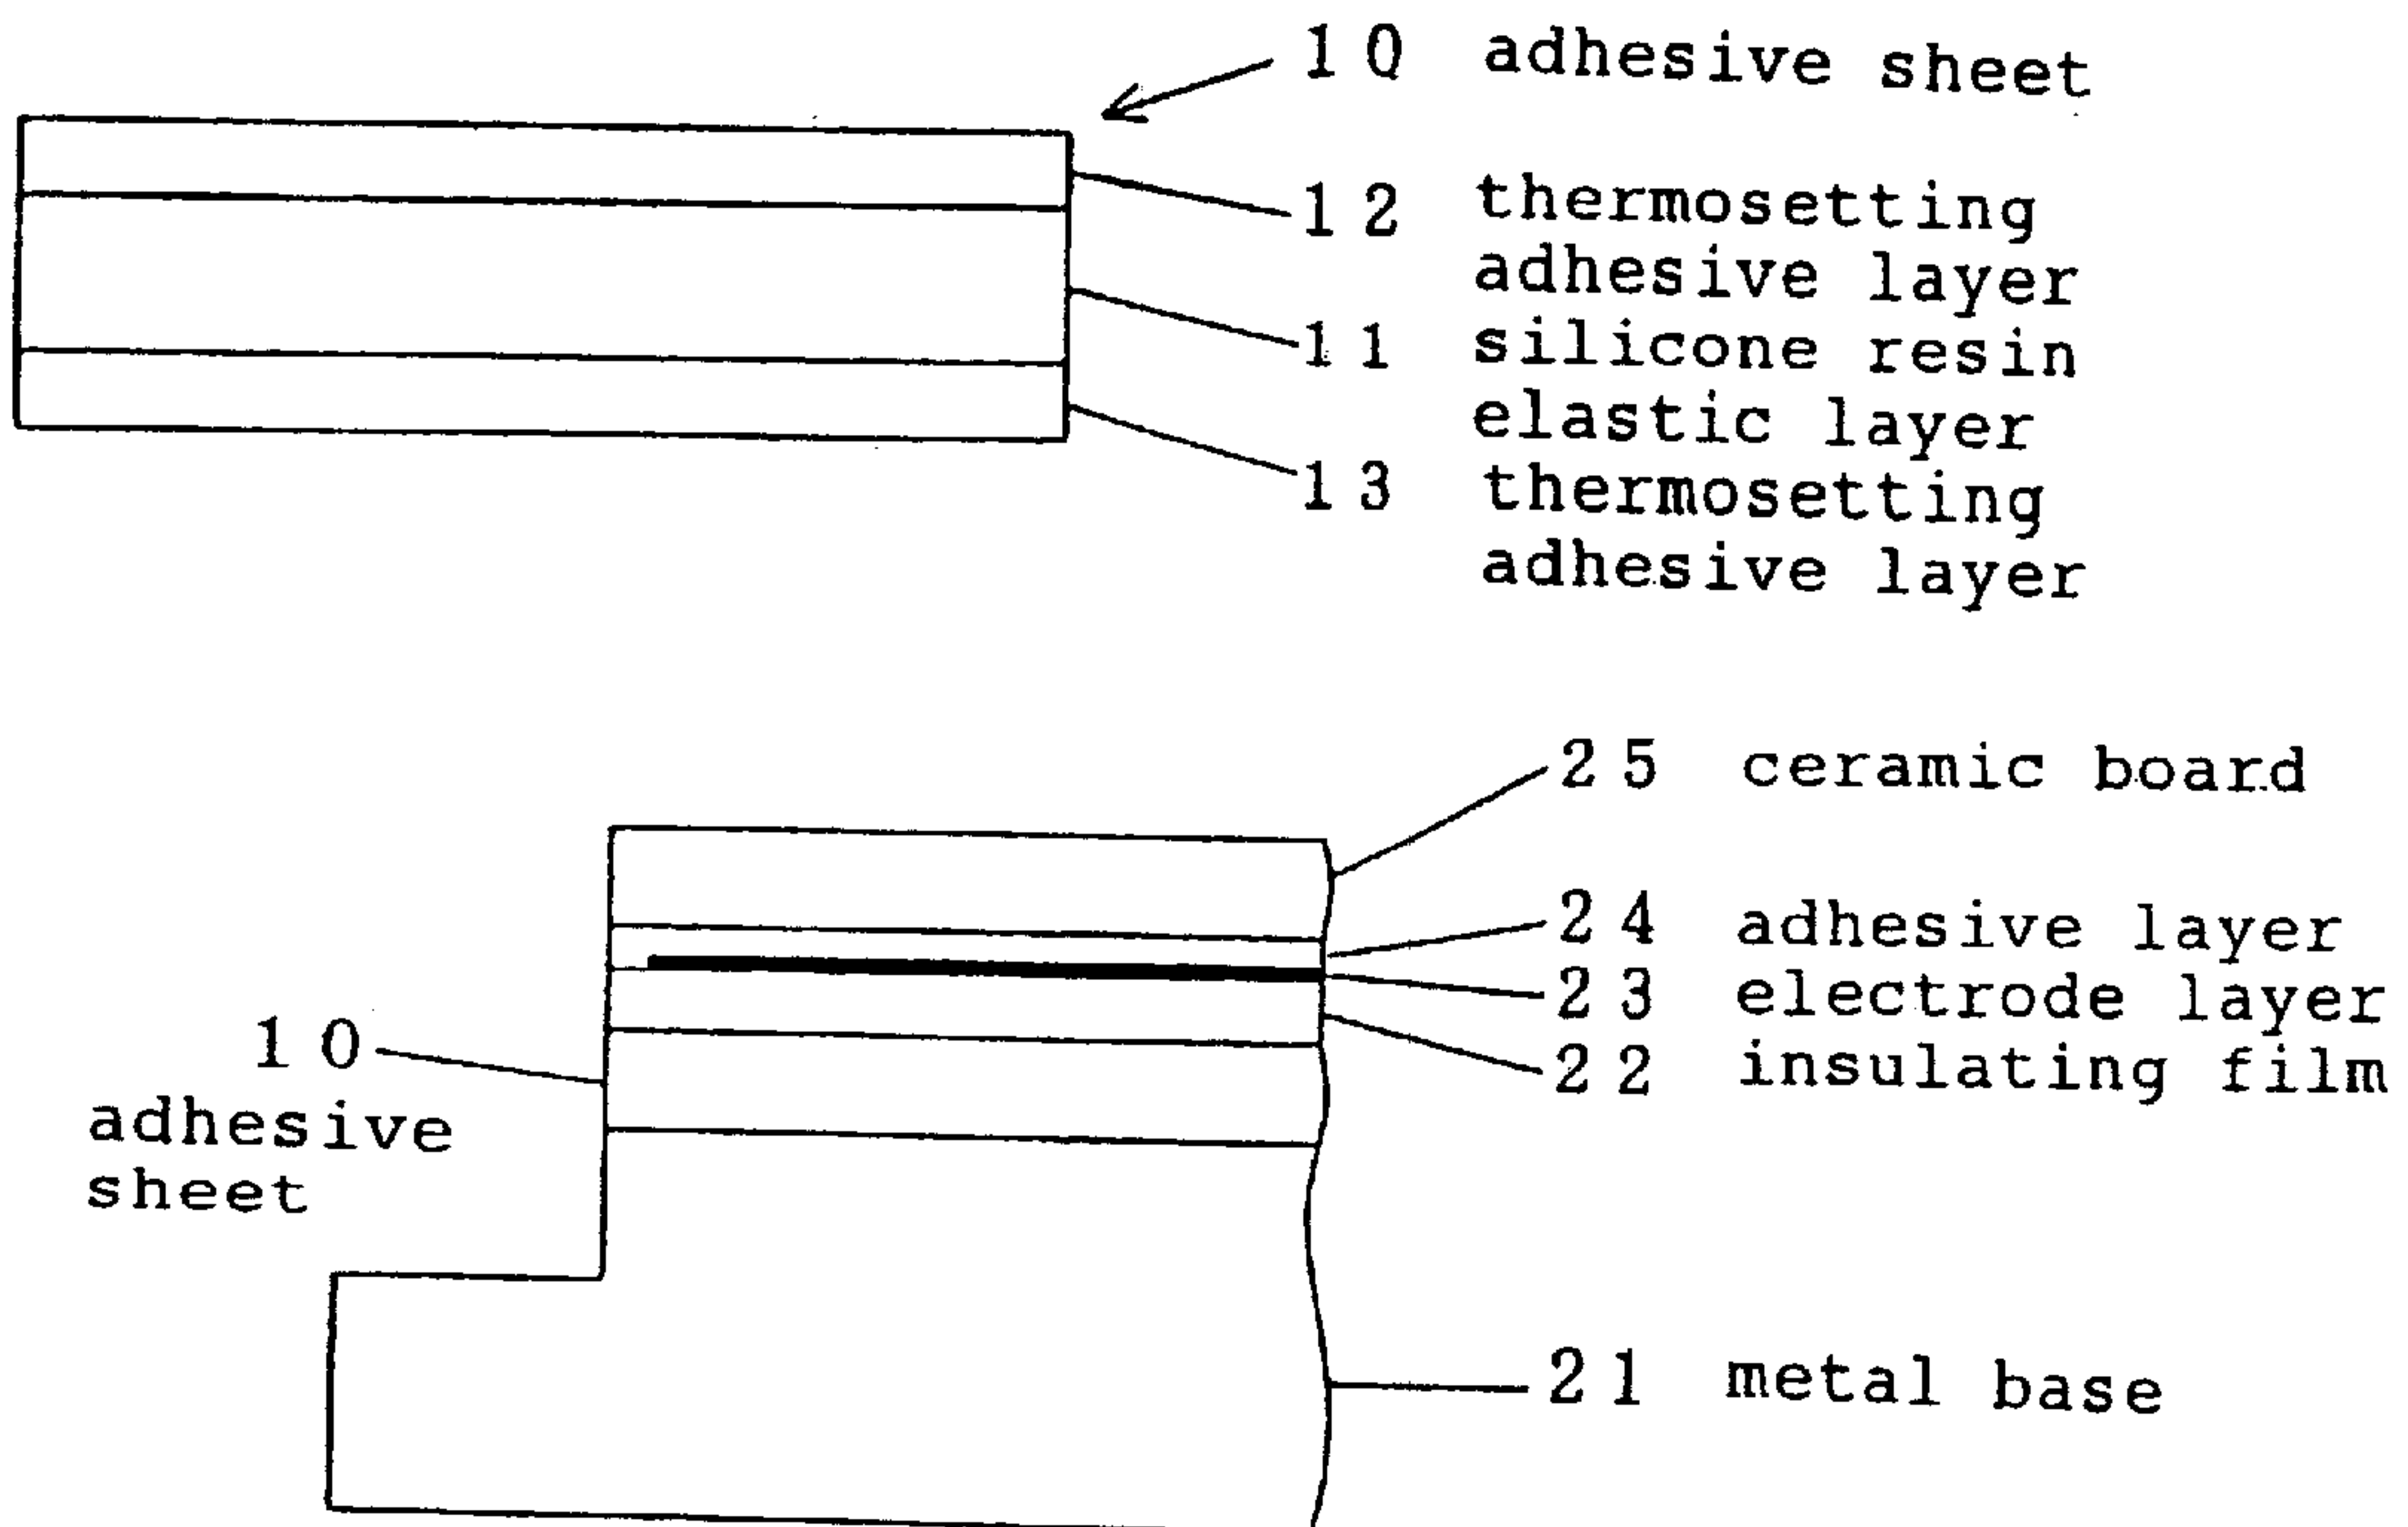 10 adhesive sheet
12 thermosetting
adhesive layer
11 silicone resin
elastic layer
13 thermosetting
adhesive layer
25 ceramic board
24 adhesive layer
23 electrode layer
22 insulating film
10
adhesive
sheet
21 metal base